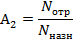 A₂ = Nотр / Nназн